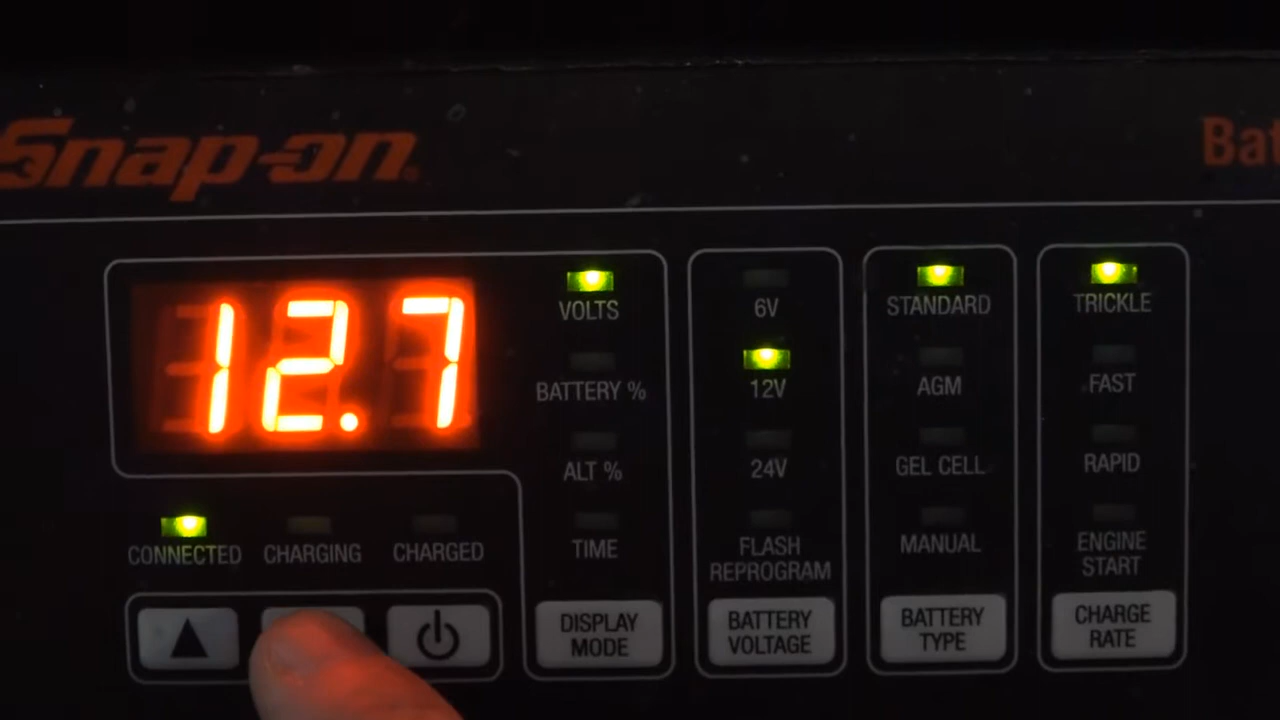 Snap-on
Bat
12.7
VOLTS
BATTERY %
ALT %
TIME
CONNECTED
CHARGING
CHARGED
DISPLAY
MODE
6V
12V
24V
FLASH
REPROGRAM
BATTERY
VOLTAGE
STANDARD
AGM
GEL CELL
MANUAL
BATTERY
TYPE
TRICKLE
FAST
RAPID
ENGINE
START
CHARGE
RATE